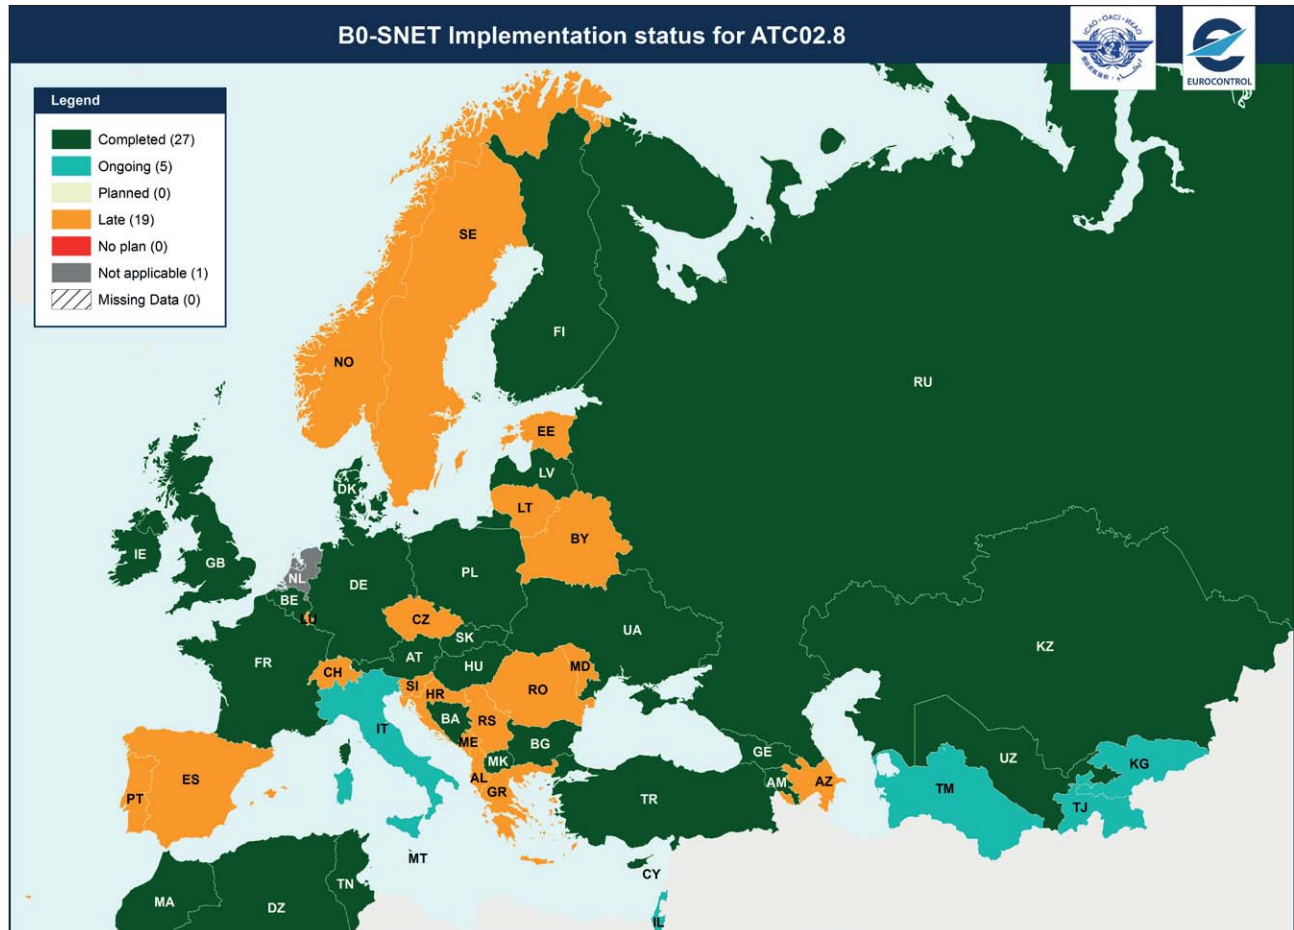 B0-SNET Implementation status for ATC02.8
ICAO · OACI · ИКАО
EUROCONTROL
Legend
Completed (27)
Ongoing (5)
Planned (0)
Late (19)
No plan (0)
Not applicable (1)
Missing Data (0)
SE
FI
NO
RU
EE
LV
DK
LT
BY
IE
GB
NL
DE
PL
BE
LU
CZ
UA
SK
KZ
FR
AT
HU
CH
MD
SI
HR
RO
IT
BA
RS
ME
BG
GE
UZ
MK
KG
ES
AL
AM
AZ
TM
PT
GR
TR
TJ
MT
CY
TN
MA
DZ
IL